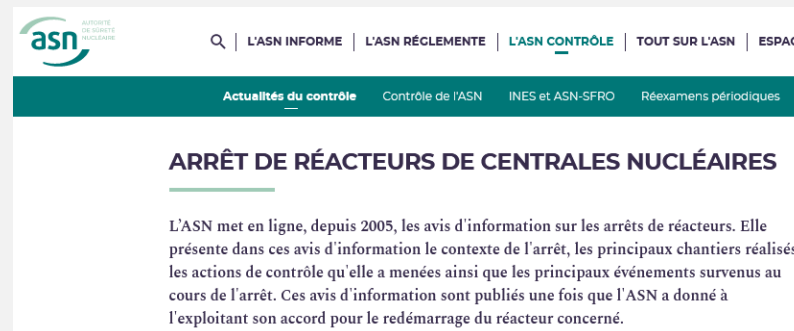 asn
AUTORITÉ
DE SÛRETÉ
NUCLÉAIRE
L'ASN INFORME
L'ASN RÉGLEMENTE
L'ASN CONTRÔLE
TOUT SUR L'ASN
Actualités du contrôle
Contrôle de l'ASN
INES et ASN-SFRO
Réexamens périodiques
ARRÊT DE RÉACTEURS DE CENTRALES NUCLÉAIRES
L'ASN met en ligne, depuis 2005, les avis d'information sur les arrêts de réacteurs. Elle
présente dans ces avis d'information le contexte de l'arrêt, les principaux chantiers réalisés
les actions de contrôle qu'elle a menées ainsi que les principaux événements survenus au
cours de l'arrêt. Ces avis d'information sont publiés une fois que l'ASN a donné à
l'exploitant son accord pour le redémarrage du réacteur concerné.